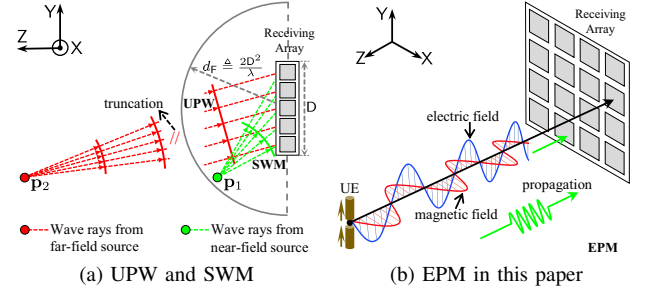 Y
Z
X
Receiving
Array
d_F ≜ 2D²/λ
UPW
D
truncation
SWM
p₂
p₁
Wave rays from
far-field source
Wave rays from
near-field source
(a) UPW and SWM
Y
Z
X
Receiving
Array
electric field
UE
magnetic field
propagation
EPM
(b) EPM in this paper